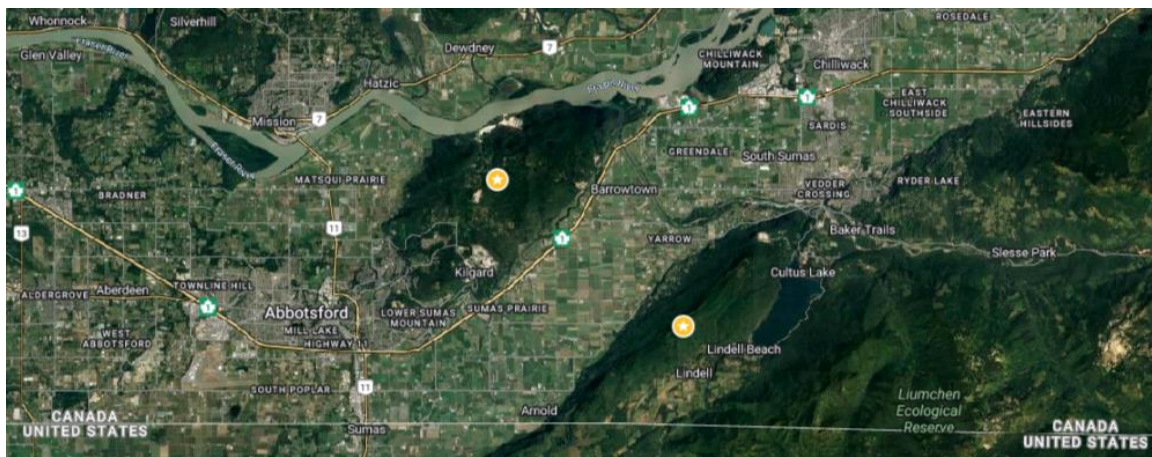 Whonnock
Silverhill
ROSEDALE
Glen Valley
Fraser River
Dewdney
7
CHILLIWACK
MOUNTAIN
Chilliwack
Hatzic
Fraser River
1
1
EAST
CHILLIWACK
SOUTHSIDE
Mission
7
SARDIS
EASTERN
HILLSIDES
Fraser River
GREENDALE
South Sumas
MATSQUI PRAIRIE
1
BRADNER
Barrowtown
VEDDER
CROSSING
RYDER LAKE
13
11
1
YARROW
Baker Trails
Slesse Park
Kilgard
Cultus Lake
TOWNLINE HILL
ALDERGROVE
Aberdeen
1
Abbotsford
LOWER SUMAS
MOUNTAIN
SUMAS PRAIRIE
WEST
ABBOTSFORD
MILL LAKE
HIGHWAY 11
Lindell Beach
Lindell
SOUTH POPLAR
11
Arnold
Liumchen
Ecological
Reserve
CANADA
UNITED STATES
Sumas
CANADA
UNITED STATES